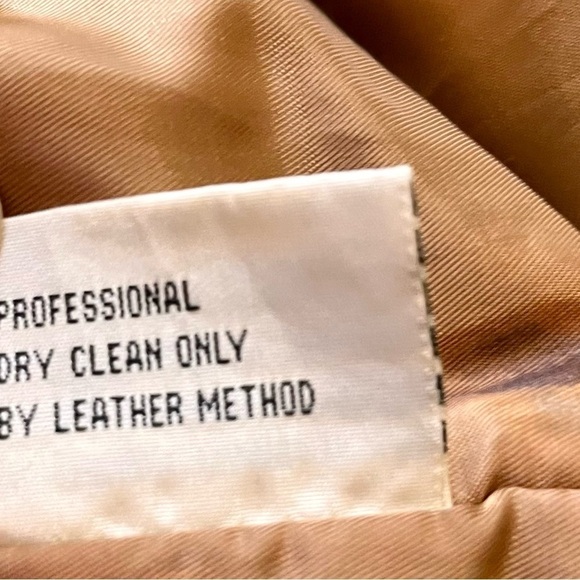 PROFESSIONAL
DRY CLEAN ONLY
BY LEATHER METHOD